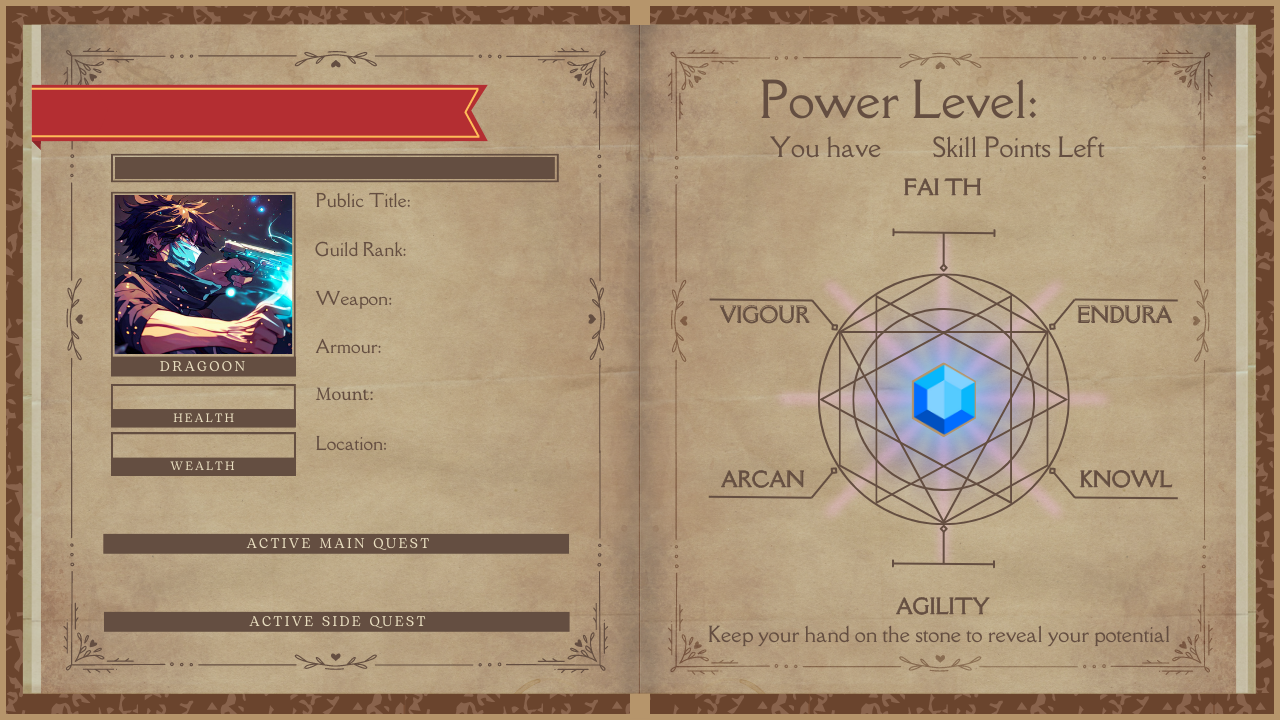 Public Title:
Guild Rank:
Weapon:
Armour:
DRAGOON
Mount:
HEALTH
Location:
WEALTH
ACTIVE MAIN QUEST
ACTIVE SIDE QUEST
Power Level:
You have Skill Points Left
FAI TH
VIGOUR
ENDURA
ARCAN
KNOWL
AGILITY
Keep your hand on the stone to reveal your potential